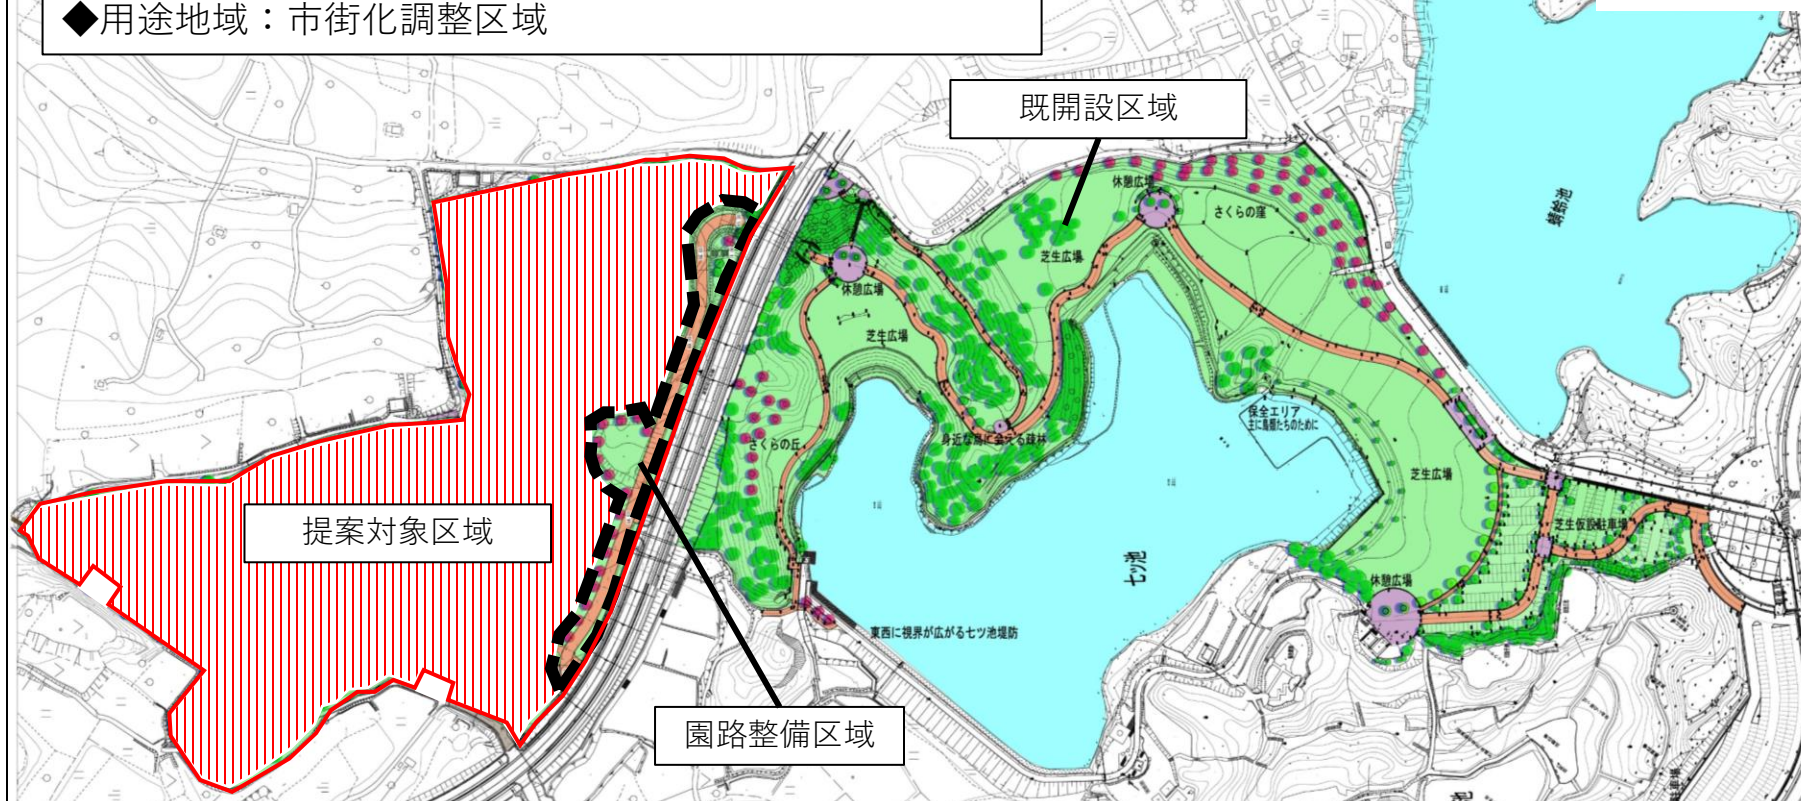 ◆用途地域：市街化調整区域
既開設区域
休憩広場
さくらの窪
芝生広場
休憩広場
芝生広場
さくらの丘
身近な鳥に会える疎林
保全エリア
主に鳥類たちのために
芝生広場
提案対象区域
芝生仮設駐車場
七ツ池
休憩広場
東西に視界が広がる七ツ池堤防
園路整備区域